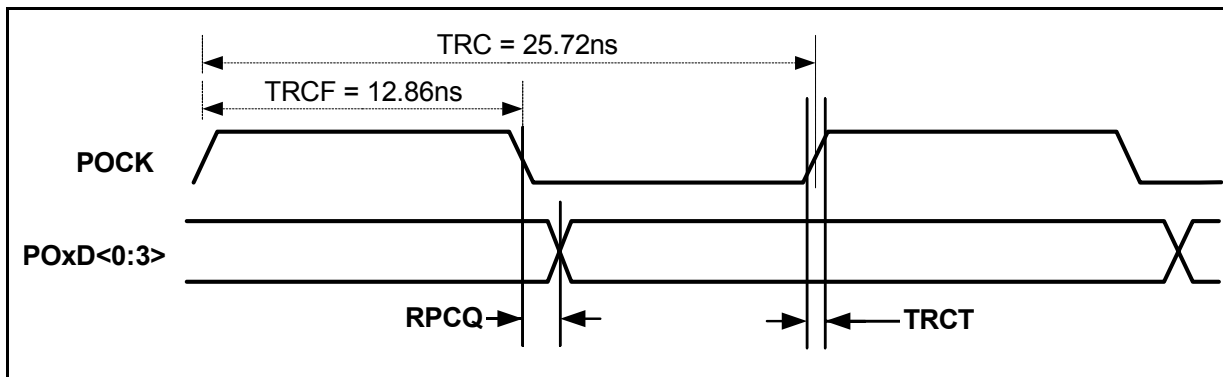 TRC = 25.72ns
TRCF = 12.86ns
POCK
POxD<0:3>
RPCQ
TRCT